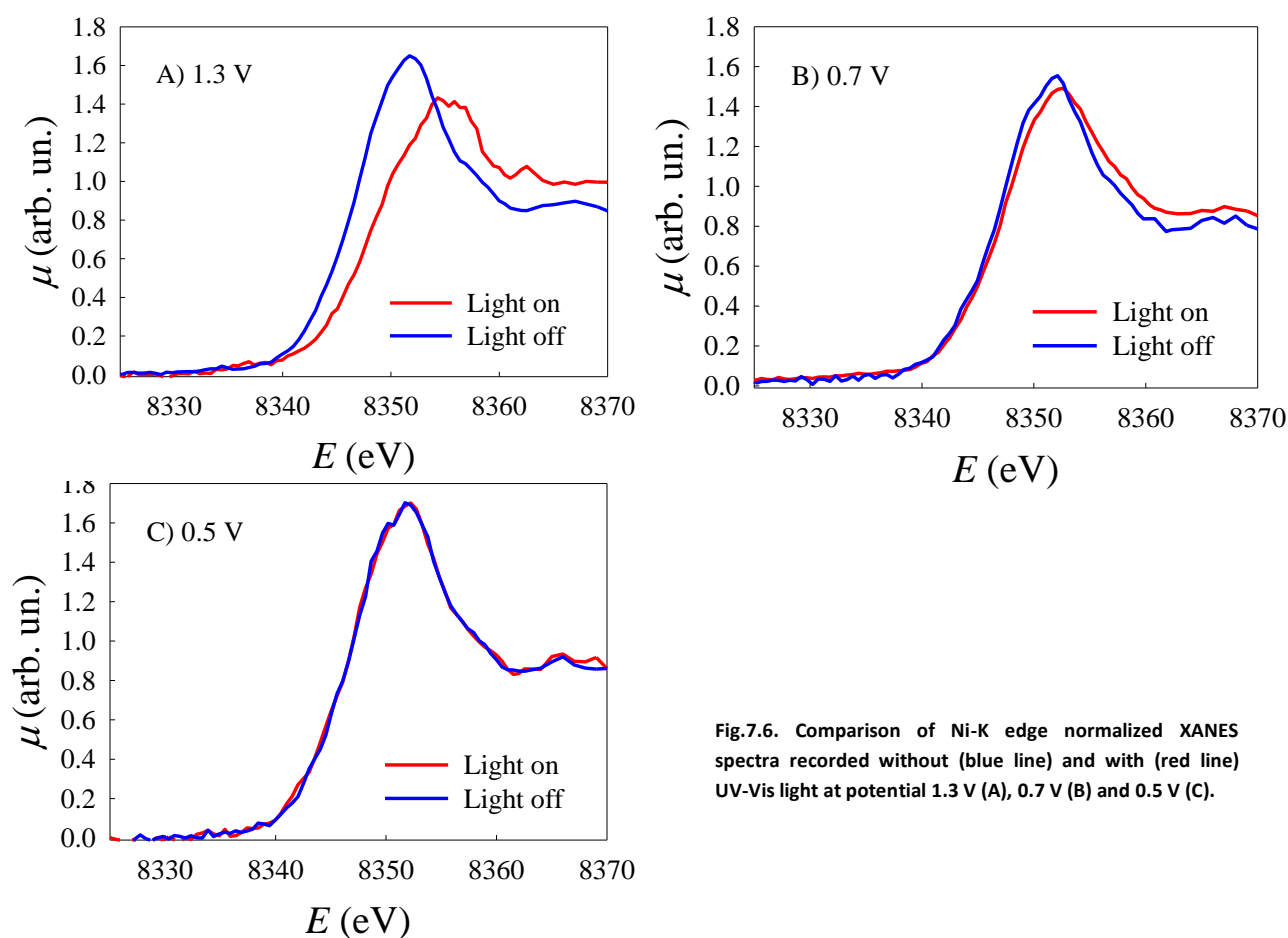 1.8
1.6
1.4
1.2
1.0
0.8
0.6
0.4
0.2
0.0
A) 1.3 V
Light on
Light off
8330 8340 8350 8360 8370
E (eV)
μ (arb. un.)
1.8
1.6
1.4
1.2
1.0
0.8
0.6
0.4
0.2
0.0
B) 0.7 V
Light on
Light off
8330 8340 8350 8360 8370
E (eV)
μ (arb. un.)
1.8
1.6
1.4
1.2
1.0
0.8
0.6
0.4
0.2
0.0
C) 0.5 V
Light on
Light off
8330 8340 8350 8360 8370
E (eV)
μ (arb. un.)
Fig.7.6. Comparison of Ni-K edge normalized XANES
spectra recorded without (blue line) and with (red line)
UV-Vis light at potential 1.3 V (A), 0.7 V (B) and 0.5 V (C).